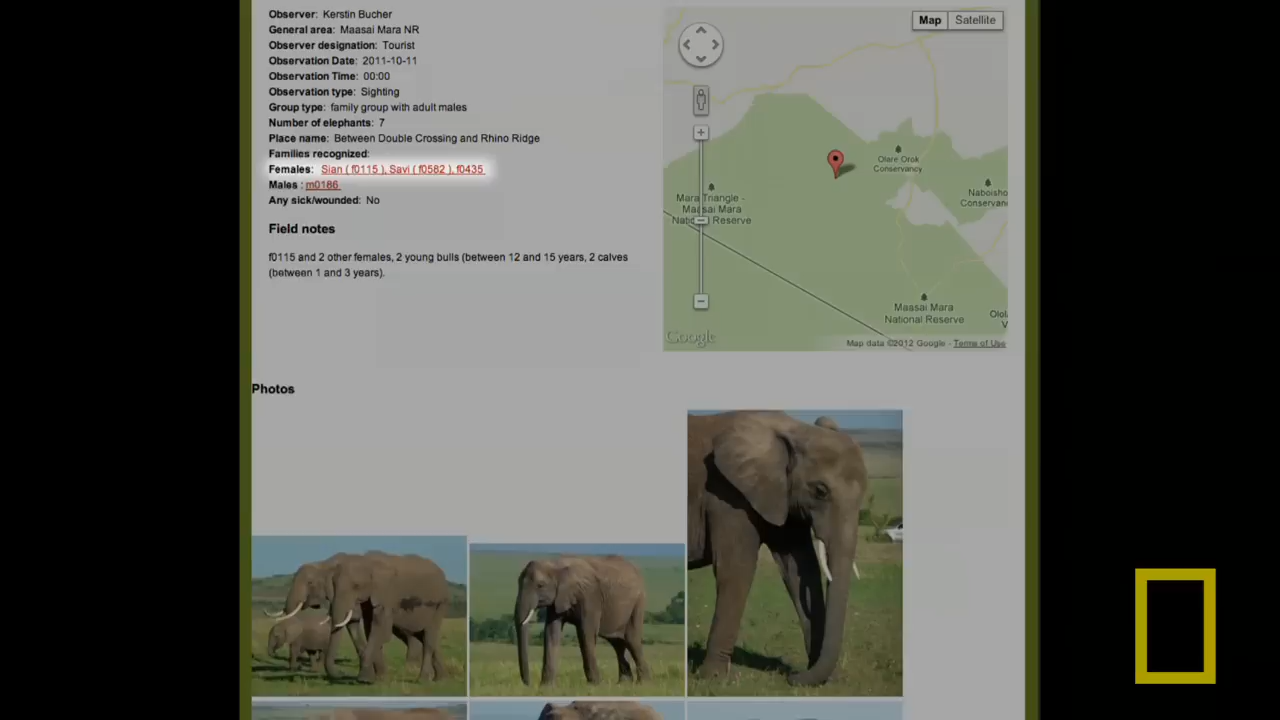 Observer: Kerstin Bucher
General area: Maasai Mara NR
Observer designation: Tourist
Observation Date: 2011-10-11
Observation Time: 00:00
Observation type: Sighting
Group type: family group with adult males
Number of elephants: 7
Place name: Between Double Crossing and Rhino Ridge
Families recognized:
Females: Sian ( f0115 ), Savi ( f0582 ), f0435
Males : m0186
Any sick/wounded: No
Field notes
f0115 and 2 other females, 2 young bulls (between 12 and 15 years, 2 calves
(between 1 and 3 years).
Map Satellite
Olare Orok
Conservancy
Naboisho
Conservanc
Mara Triangle -
Maasai Mara
National Reserve
Maasai Mara
National Reserve
Olol
V
Google
Map data ©2012 Google - Terms of Use
Photos